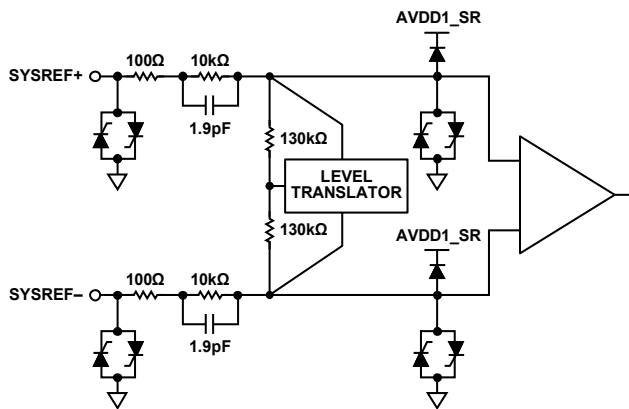 AVDD1_SR
100Ω 10kΩ
SYSREF+
1.9pF
130kΩ
LEVEL
TRANSLATOR
130kΩ
AVDD1_SR
100Ω 10kΩ
SYSREF–
1.9pF